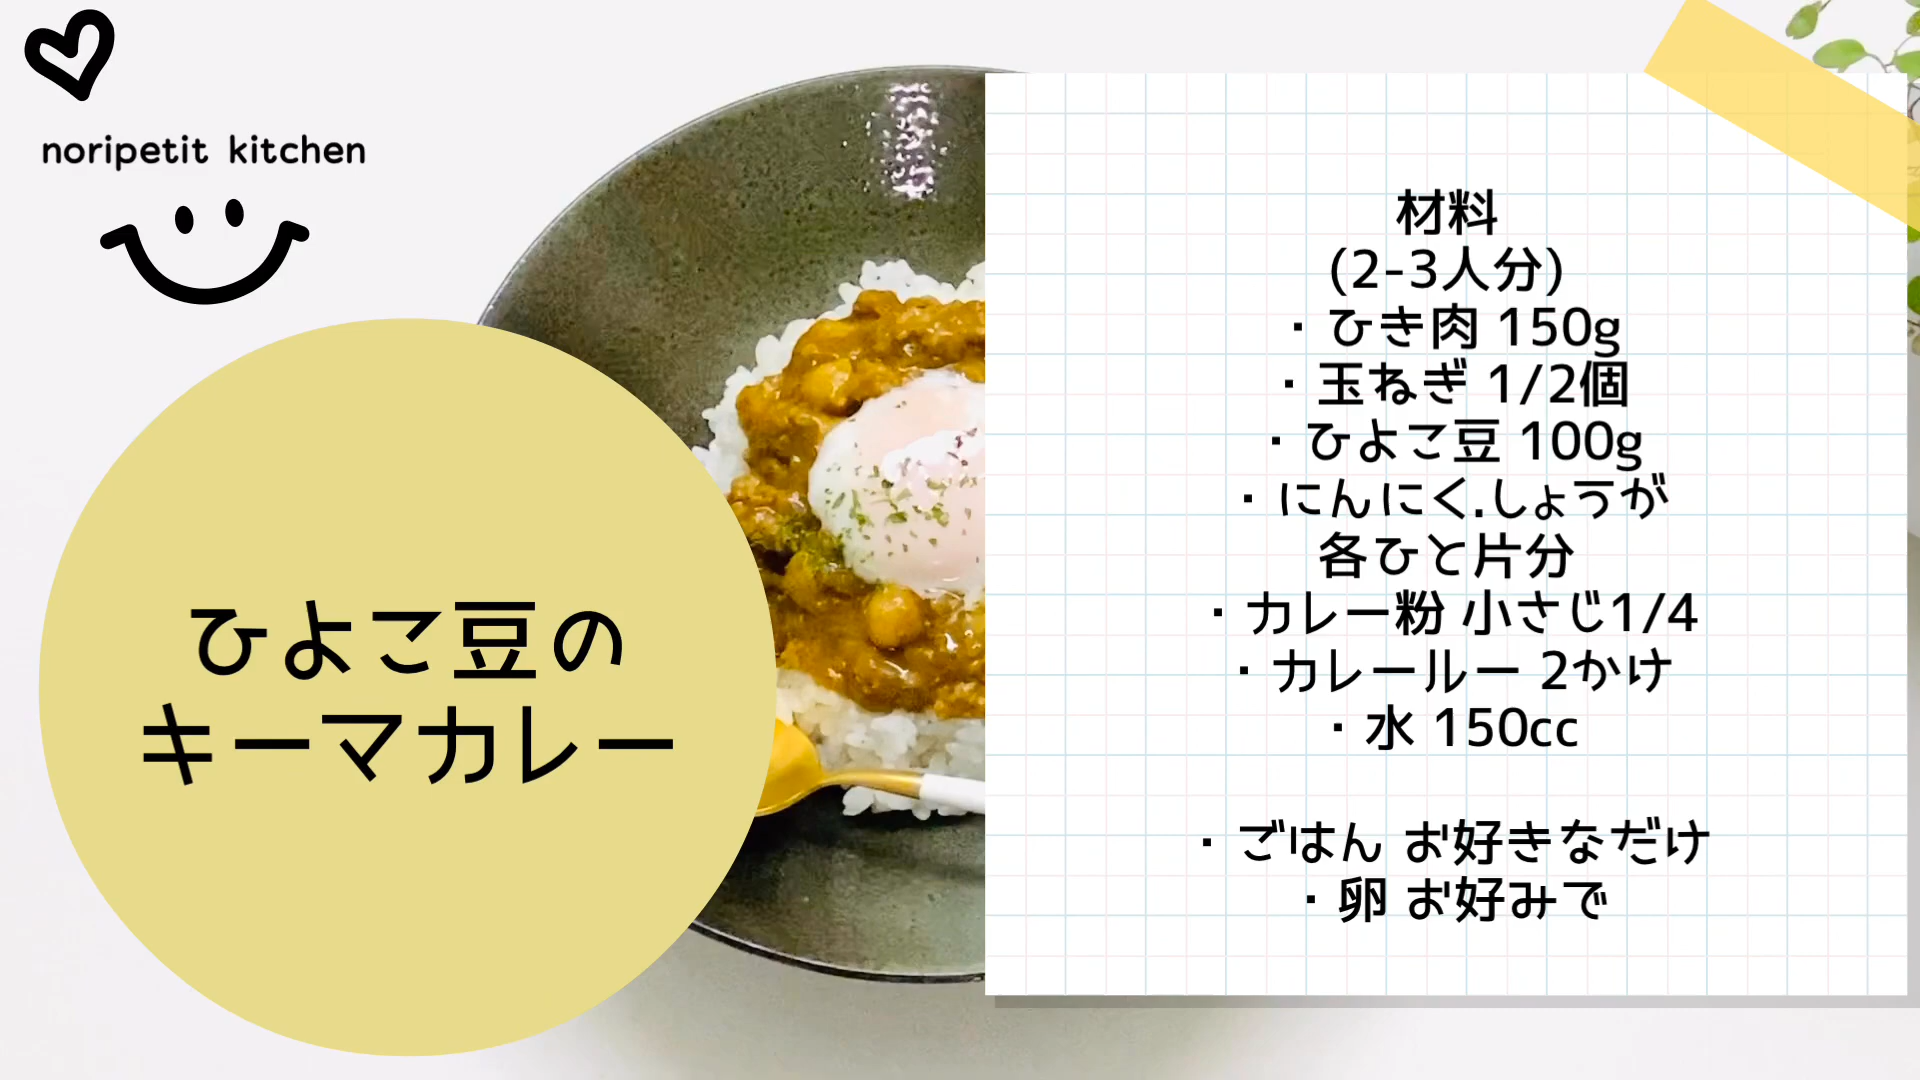 noripetit kitchen
ひよこ豆の
キーマカレー
材料
(2-3人分)
・ひき肉 150g
・玉ねぎ 1/2個
・ひよこ豆 100g
・にんにく.しょうが
各ひと片分
・カレー粉 小さじ1/4
・カレールー 2かけ
・水 150cc
・ごはん お好きなだけ
・卵 お好みで